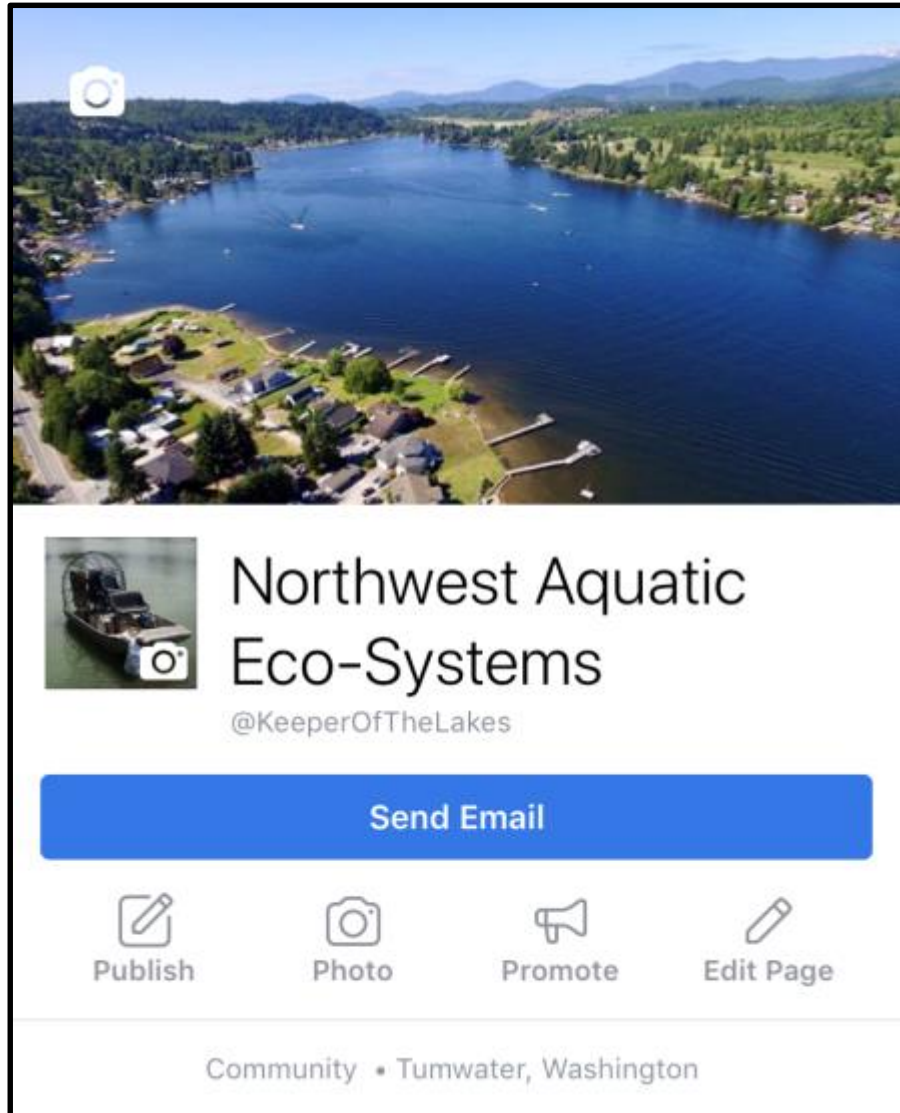 Northwest Aquatic
Eco-Systems
@KeeperOfTheLakes
Send Email
Publish Photo Promote Edit Page
Community • Tumwater, Washington